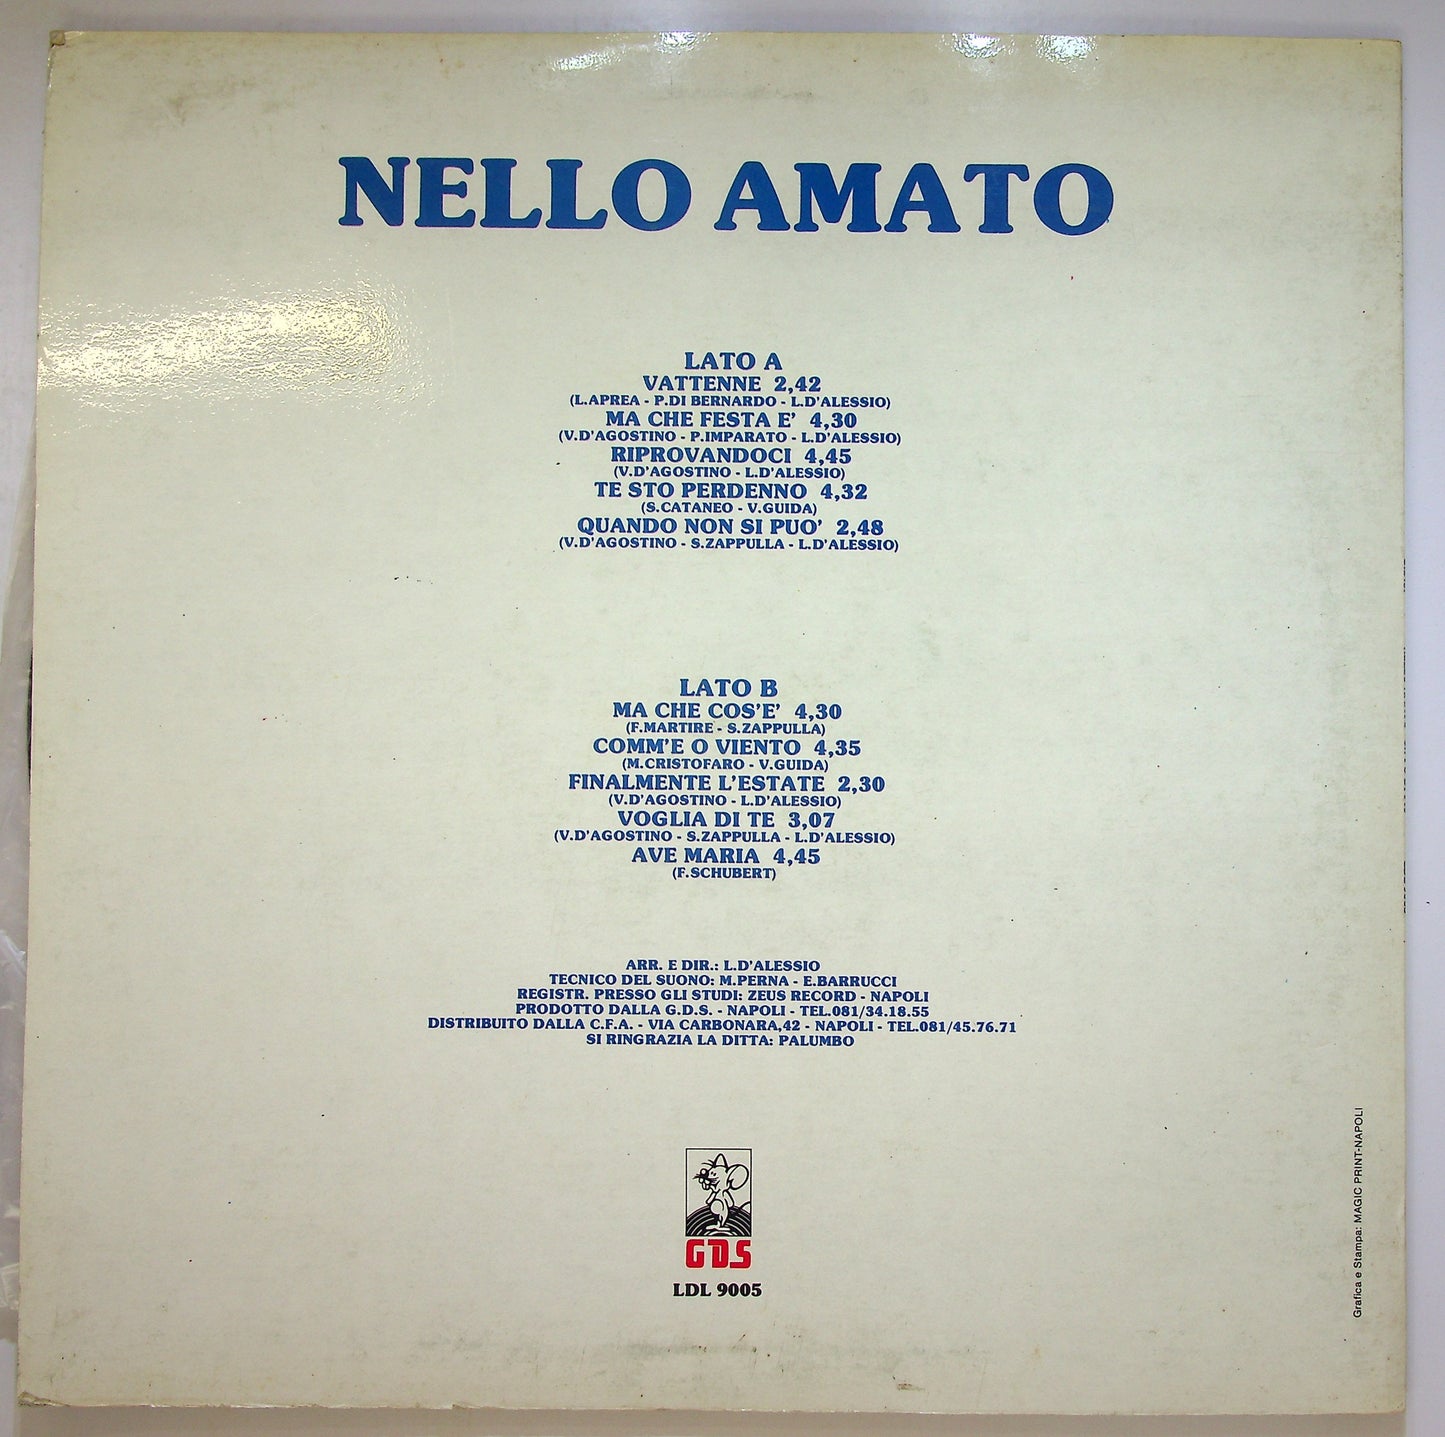 NELLO AMATO
LATO A
VATTENNE 2,42
(L.APREA - P.DI BERNARDO - L.D'ALESSIO)
MA CHE FESTA E' 4,30
(V.D'AGOSTINO - P.IMPARATO - L.D'ALESSIO)
RIPROVANDOCI 4,45
(V.D'AGOSTINO - L.D'ALESSIO)
TE STO PERDENNO 4,32
(S.CATANEO - V.GUIDA)
QUANDO NON SI PUO' 2,48
(V.D'AGOSTINO - S.ZAPPULLA - L.D'ALESSIO)
LATO B
MA CHE COS'E' 4,30
(F.MARTIRE - S.ZAPPULLA)
COMM'E O VIENTO 4,35
(M.CRISTOFARO - V.GUIDA)
FINALMENTE L'ESTATE 2,30
(V.D'AGOSTINO - L.D'ALESSIO)
VOGLIA DI TE 3,07
(V.D'AGOSTINO - S.ZAPPULLA - L.D'ALESSIO)
AVE MARIA 4,45
(F.SCHUBERT)
ARR. E DIR.: L.D'ALESSIO
TECNICO DEL SUONO: M.PERNA - E.BARRUCCI
REGISTR. PRESSO GLI STUDI: ZEUS RECORD - NAPOLI
PRODOTTO DALLA G.D.S. - NAPOLI - TEL.081/34.18.55
DISTRIBUITO DALLA C.F.A. - VIA CARBONARA,42 - NAPOLI - TEL.081/45.76.71
SI RINGRAZIA LA DITTA: PALUMBO
GDS
LDL 9005
Grafica e Stampa: MAGIC PRINT-NAPOLI